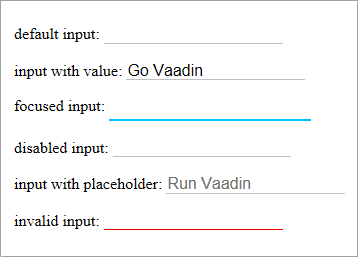 default input:
input with value: Go Vaadin
focused input:
disabled input:
input with placeholder: Run Vaadin
invalid input: